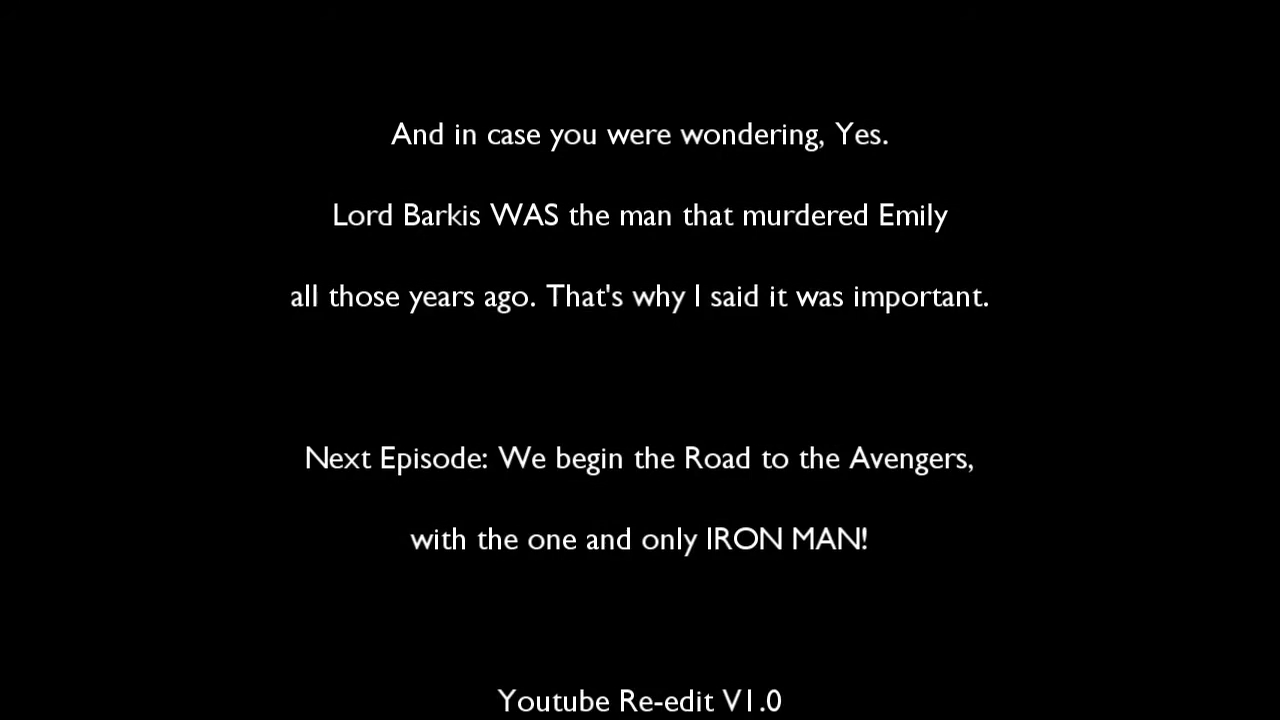 And in case you were wondering, Yes.
Lord Barkis WAS the man that murdered Emily
all those years ago. That's why I said it was important.
Next Episode: We begin the Road to the Avengers,
with the one and only IRON MAN!
Youtube Re-edit V1.0